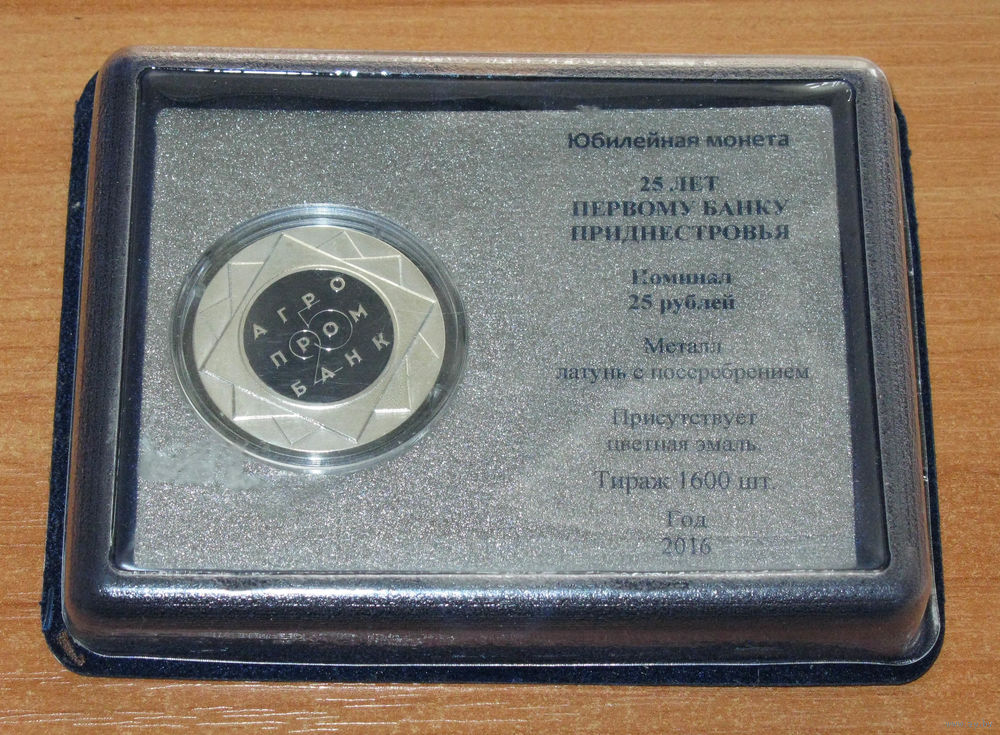 АГРО
ПРОМ
БАНК
Юбилейная монета
25 ЛЕТ
ПЕРВОМУ БАНКУ
ПРИДНЕСТРОВЬЯ
Номинал
25 рублей
Металл
латунь с посеребрением
Присутствует
цветная эмаль.
Тираж 1600 шт.
Год
2016